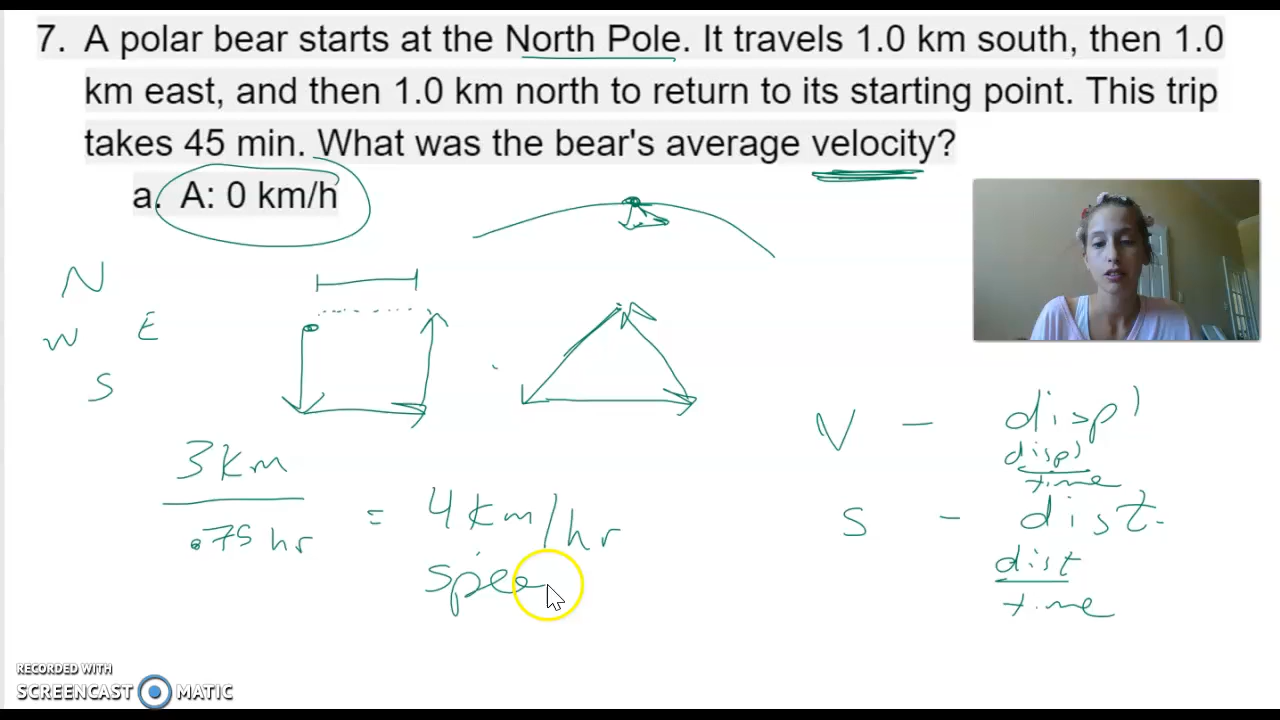 7. A polar bear starts at the North Pole. It travels 1.0 km south, then 1.0
km east, and then 1.0 km north to return to its starting point. This trip
takes 45 min. What was the bear's average velocity?
a. A: 0 km/h
N
W E
S
3 km
.75 hr
= 4 km/hr
spee
V - displ
displ
time
S - dist.
dist
time
RECORDED WITH
SCREENCAST MATIC